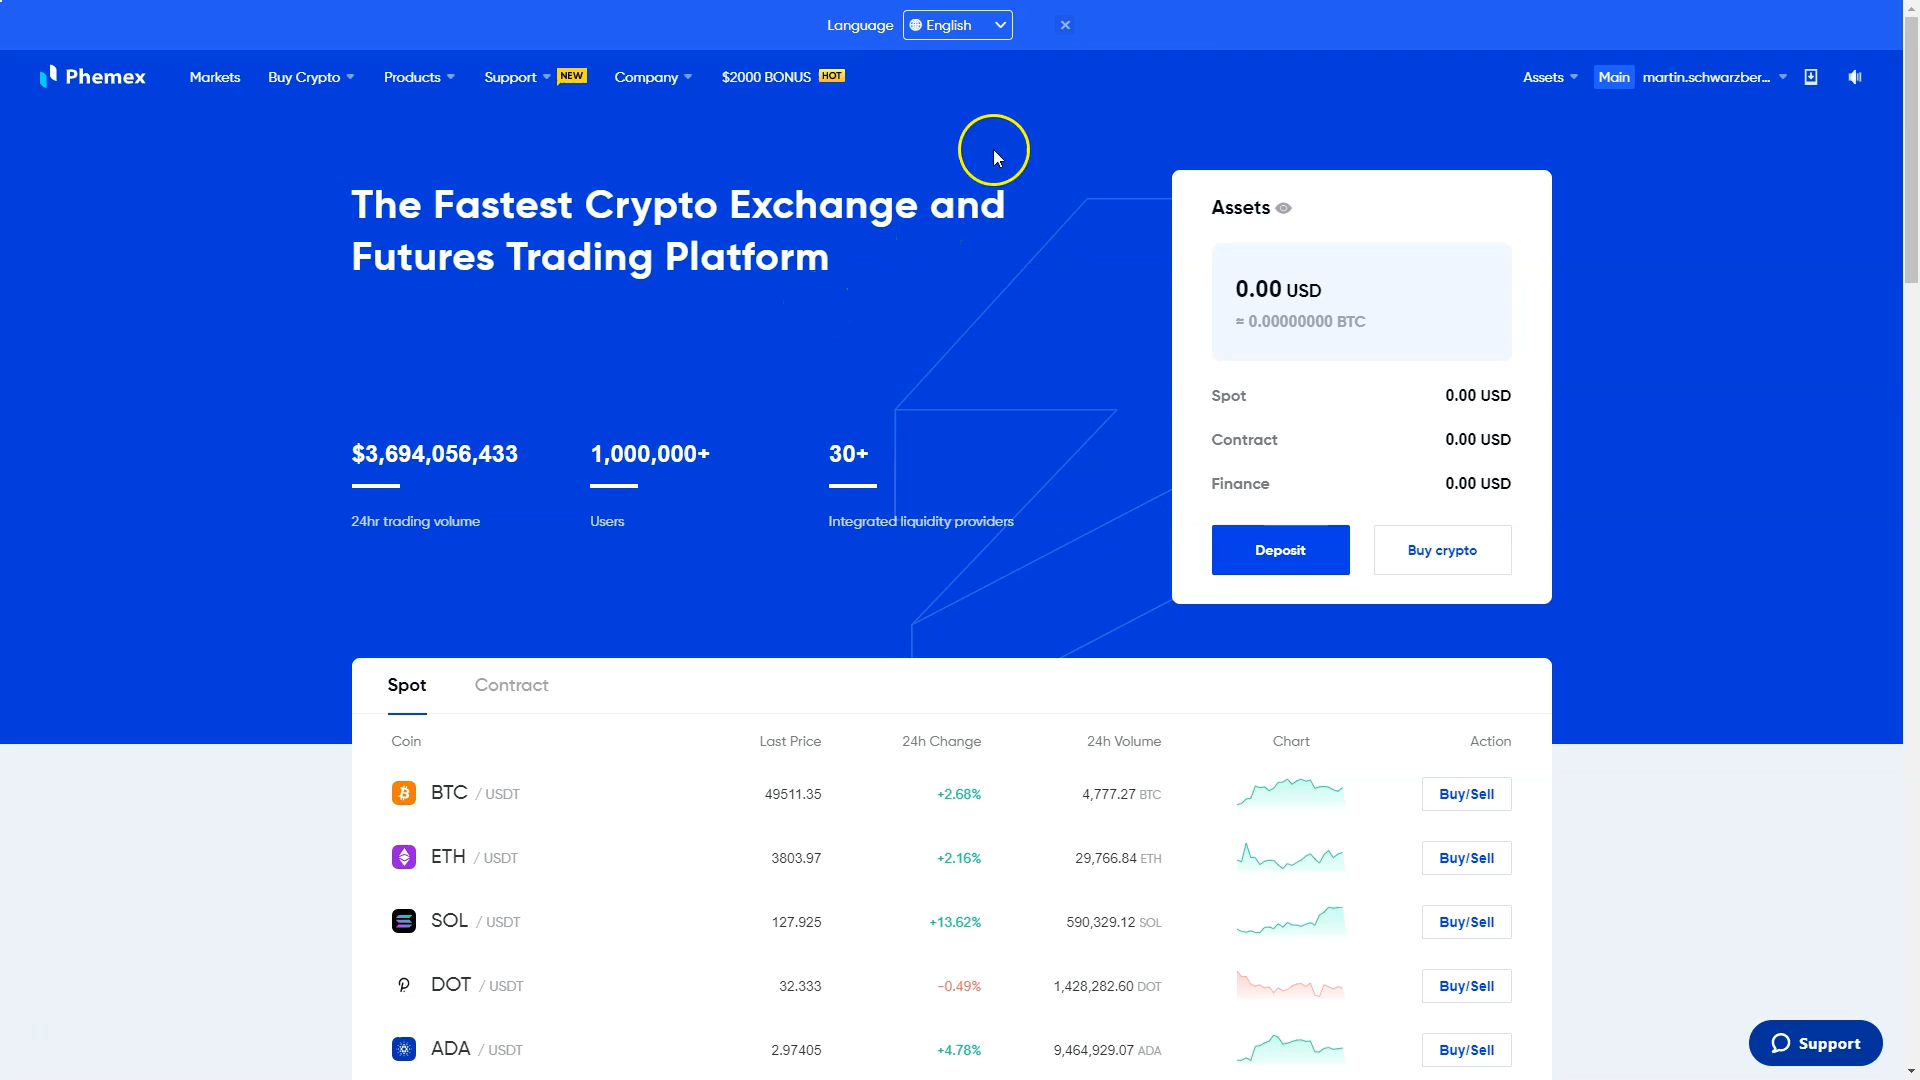 Language English
Phemex Markets Buy Crypto Products Support NEW Company $2000 BONUS HOT Assets Main martin.schwarzber...
The Fastest Crypto Exchange and
Futures Trading Platform
Assets
0.00 USD
≈ 0.00000000 BTC
Spot 0.00 USD
Contract 0.00 USD
Finance 0.00 USD
Deposit Buy crypto
$3,694,056,433 1,000,000+ 30+
24hr trading volume Users Integrated liquidity providers
Spot Contract
Coin Last Price 24h Change 24h Volume Chart Action
BTC / USDT 49511.35 +2.68% 4,777.27 BTC Buy/Sell
ETH / USDT 3803.97 +2.16% 29,766.84 ETH Buy/Sell
SOL / USDT 127.925 +13.62% 590,329.12 SOL Buy/Sell
DOT / USDT 32.333 -0.49% 1,428,282.60 DOT Buy/Sell
ADA / USDT 2.97405 +4.78% 9,464,929.07 ADA Buy/Sell
Support